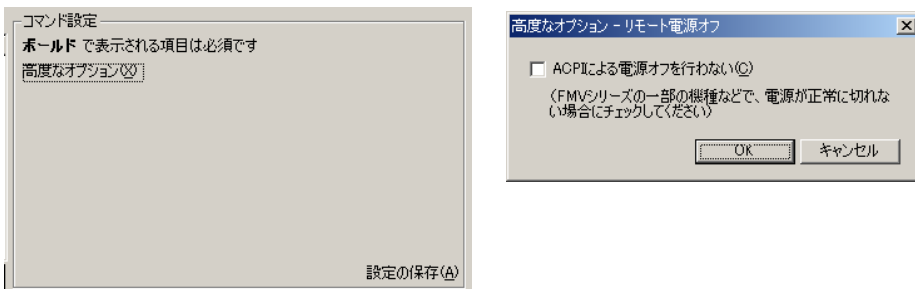 コマンド設定
ボールド で表示される項目は必須です
高度なオプション(X)
設定の保存(A)
高度なオプション - リモート電源オフ
ACPIによる電源オフを行わない(C)
(FMVシリーズの一部の機種などで、電源が正常に切れな
い場合にチェックしてください)
OK
キャンセル